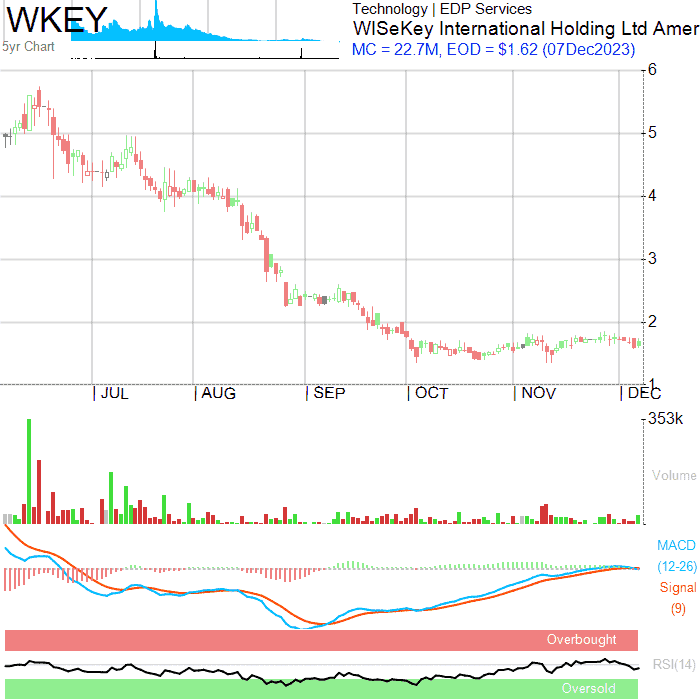 WKEY
5yr Chart
Technology | EDP Services
WISeKey International Holding Ltd Amer
MC = 22.7M, EOD = $1.62 (07Dec2023)
6
5
4
3
2
1
JUL
AUG
SEP
OCT
NOV
DEC
353k
Volume
MACD
(12-26)
Signal
(9)
Overbought
RSI(14)
Oversold